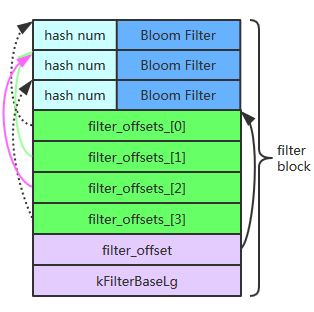 hash num Bloom Filter
hash num Bloom Filter
hash num Bloom Filter
filter_offsets_[0]
filter_offsets_[1]
filter_offsets_[2]
filter_offsets_[3]
filter_offset
kFilterBaseLg
filter
block